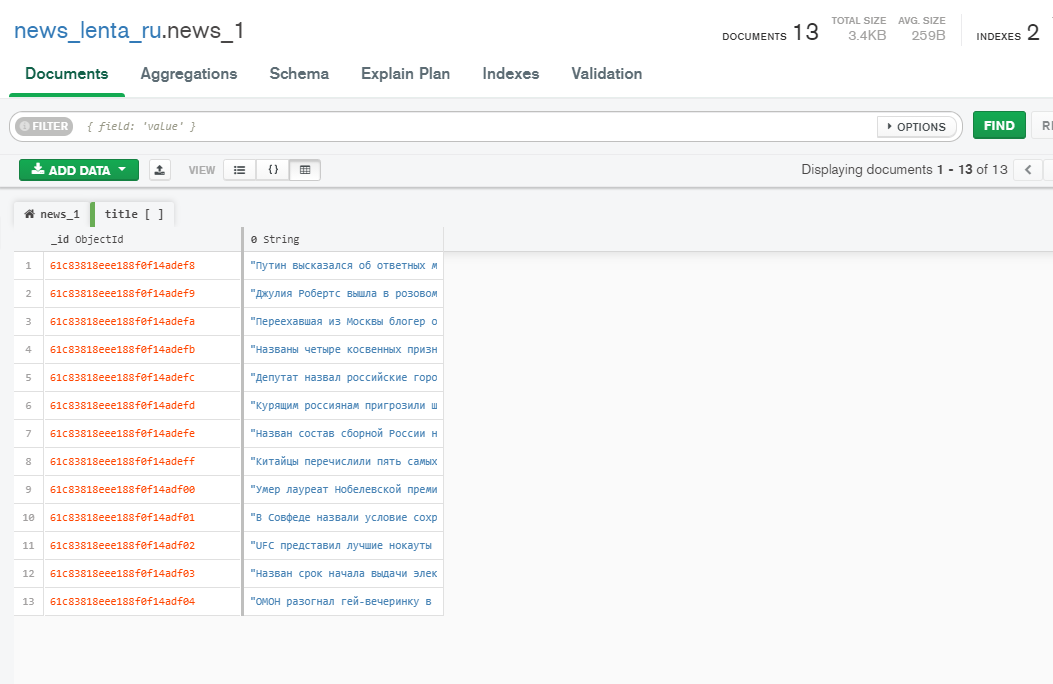 news_lenta_ru.news_1
DOCUMENTS 13 TOTAL SIZE 3.4KB AVG. SIZE 259B INDEXES 2
Documents Aggregations Schema Explain Plan Indexes Validation
FILTER { field: 'value' } OPTIONS FIND
ADD DATA VIEW { } Displaying documents 1 - 13 of 13
news_1 title [ ]
_id ObjectId 0 String
1 61c83818eee188f0f14adef8 "Путин высказался об ответных м
2 61c83818eee188f0f14adef9 "Джулия Робертс вышла в розовом
3 61c83818eee188f0f14adefa "Переехавшая из Москвы блогер о
4 61c83818eee188f0f14adefb "Названы четыре косвенных призн
5 61c83818eee188f0f14adefc "Депутат назвал российские горо
6 61c83818eee188f0f14adefd "Курящим россиянам пригрозили ш
7 61c83818eee188f0f14adefe "Назван состав сборной России н
8 61c83818eee188f0f14adeff "Китайцы перечислили пять самых
9 61c83818eee188f0f14adf00 "Умер лауреат Нобелевской преми
10 61c83818eee188f0f14adf01 "В Совфеде назвали условие сохр
11 61c83818eee188f0f14adf02 "UFC представил лучшие нокауты
12 61c83818eee188f0f14adf03 "Назван срок начала выдачи элек
13 61c83818eee188f0f14adf04 "ОМОН разогнал гей-вечеринку в